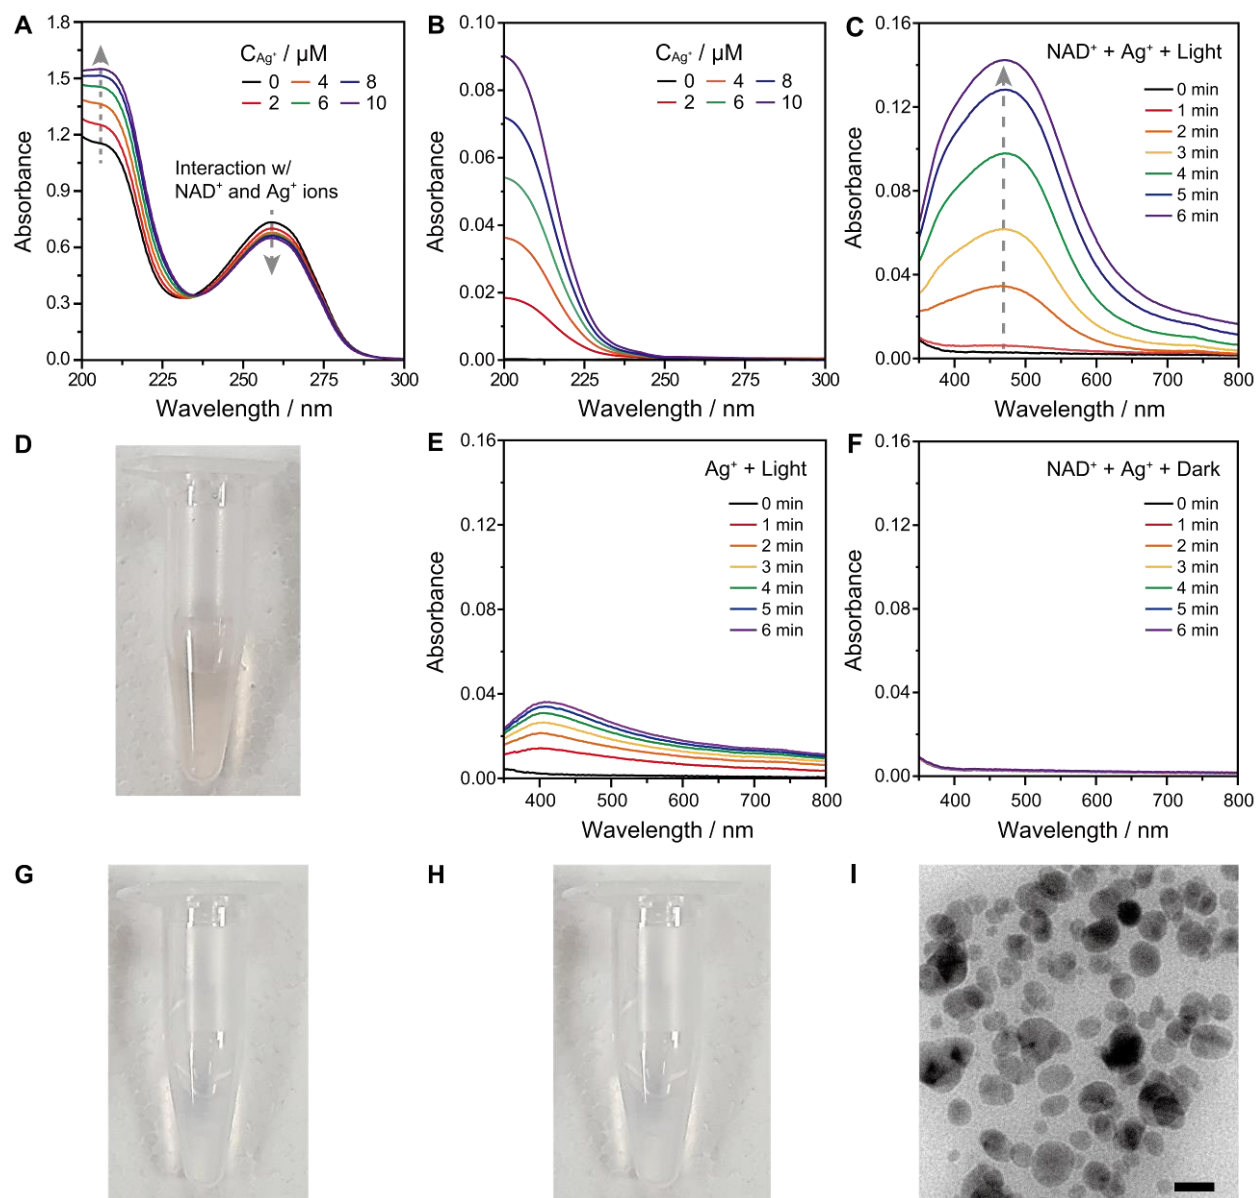 A
Absorbance
1.8
1.5
1.2
0.9
0.6
0.3
0.0
C_Ag⁺ / µM
0 4 8
2 6 10
Interaction w/
NAD⁺ and Ag⁺ ions
200 225 250 275 300
Wavelength / nm
B
Absorbance
0.10
0.08
0.06
0.04
0.02
0.00
C_Ag⁺ / µM
0 4 8
2 6 10
200 225 250 275 300
Wavelength / nm
C
Absorbance
0.16
0.12
0.08
0.04
0.00
NAD⁺ + Ag⁺ + Light
0 min
1 min
2 min
3 min
4 min
5 min
6 min
400 500 600 700 800
Wavelength / nm
D
E
Absorbance
0.16
0.12
0.08
0.04
0.00
Ag⁺ + Light
0 min
1 min
2 min
3 min
4 min
5 min
6 min
400 500 600 700 800
Wavelength / nm
F
Absorbance
0.16
0.12
0.08
0.04
0.00
NAD⁺ + Ag⁺ + Dark
0 min
1 min
2 min
3 min
4 min
5 min
6 min
400 500 600 700 800
Wavelength / nm
G
H
I